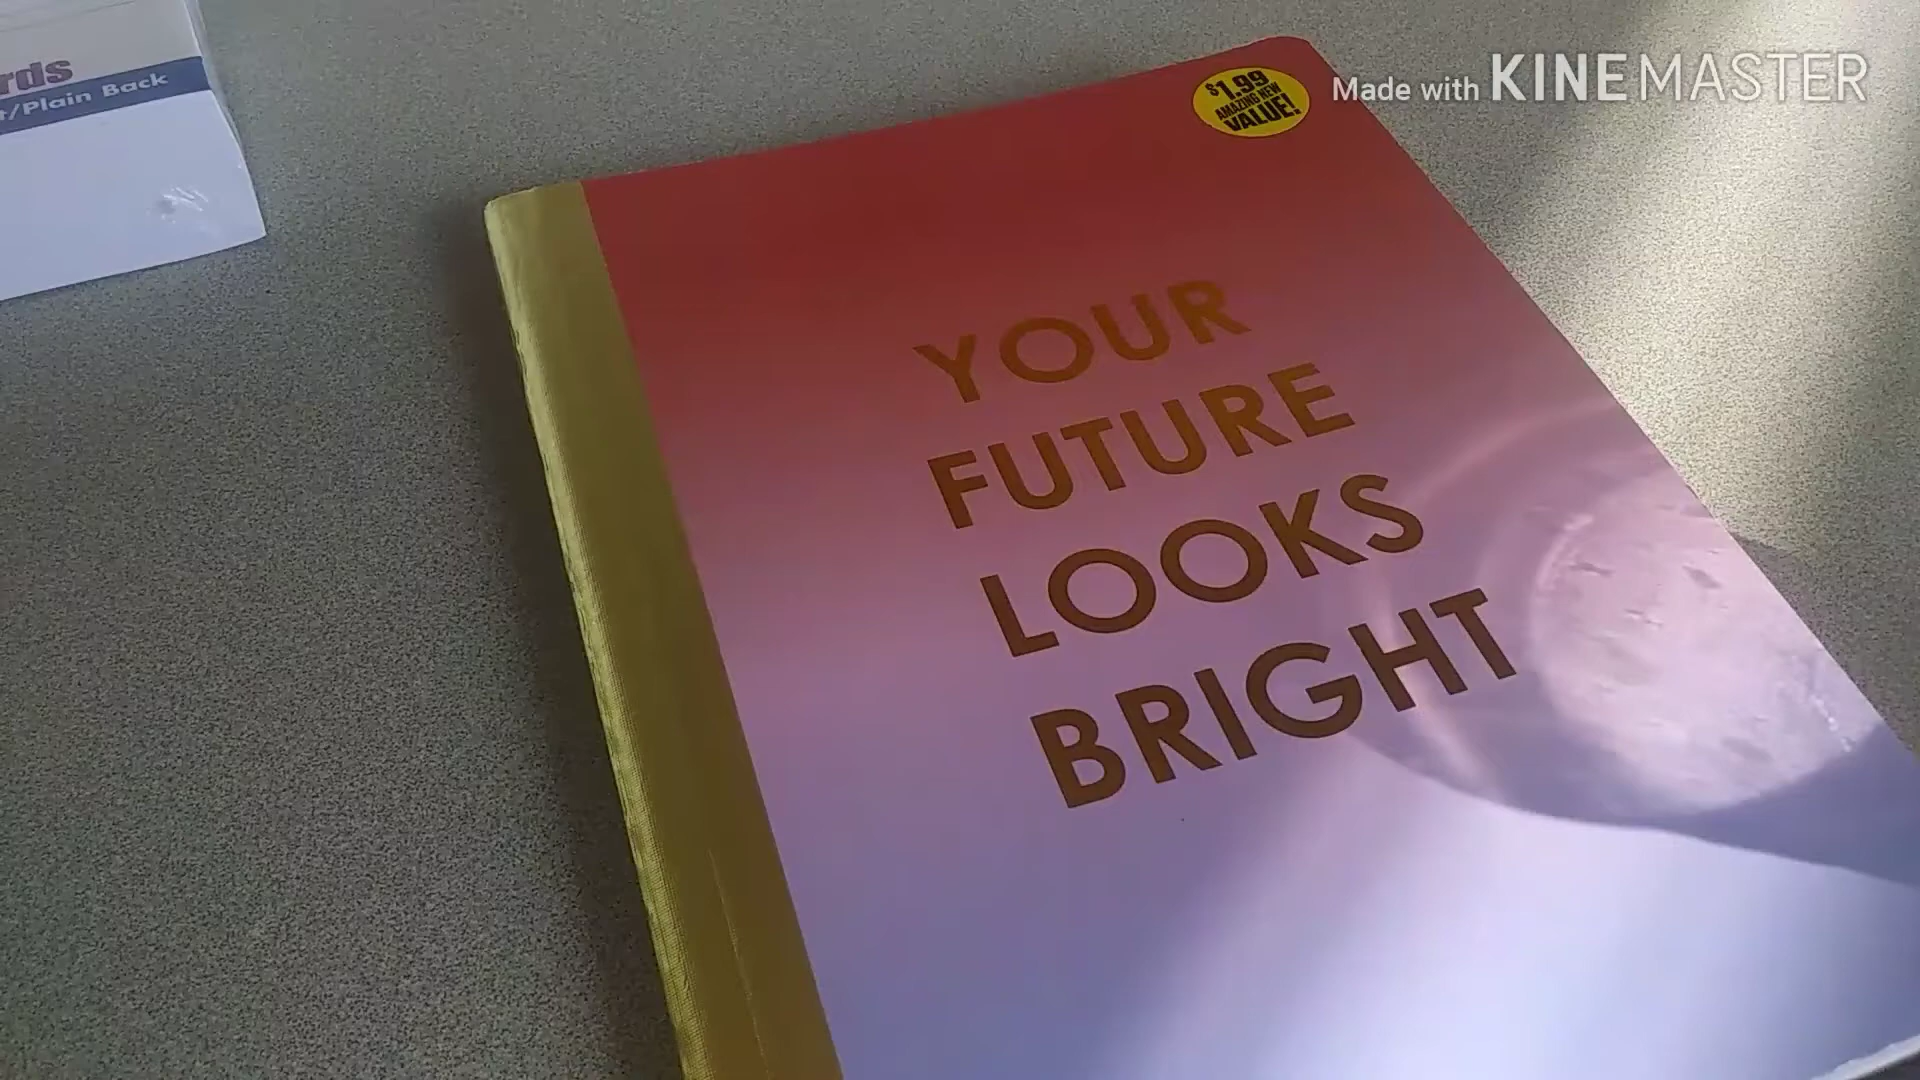 rds
t/Plain Back
$1.99
AMAZING NEW
VALUE!
Made with KINEMASTER
YOUR
FUTURE
LOOKS
BRIGHT